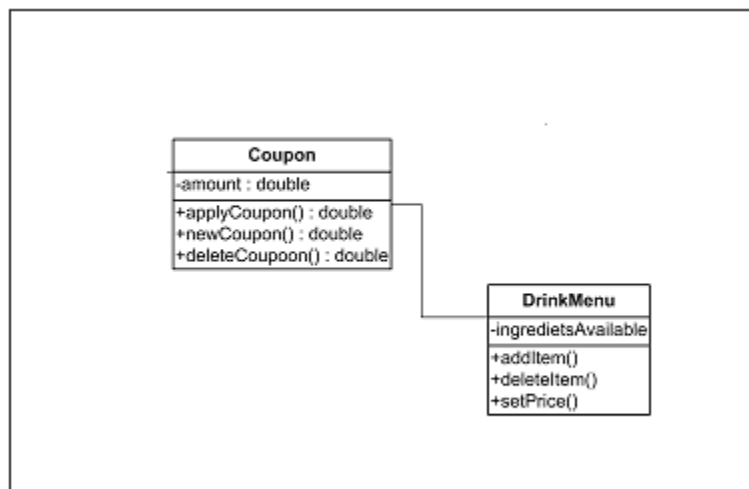 Coupon
-amount : double
+applyCoupon() : double
+newCoupon() : double
+deleteCoupoon() : double
DrinkMenu
-ingredietsAvailable
+addItem()
+deleteItem()
+setPrice()